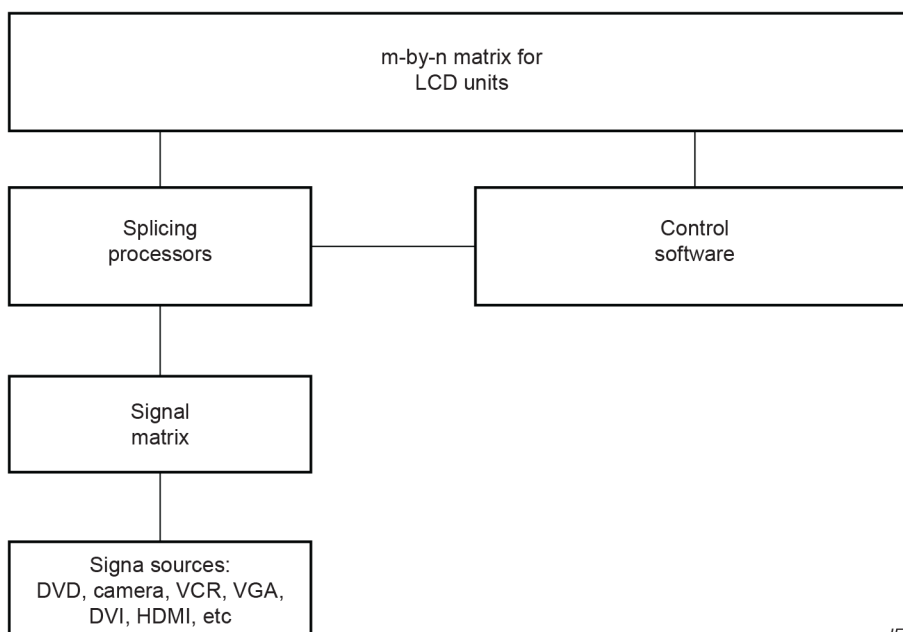 m-by-n matrix for
LCD units
Splicing
processors
Control
software
Signal
matrix
Signa sources:
DVD, camera, VCR, VGA,
DVI, HDMI, etc